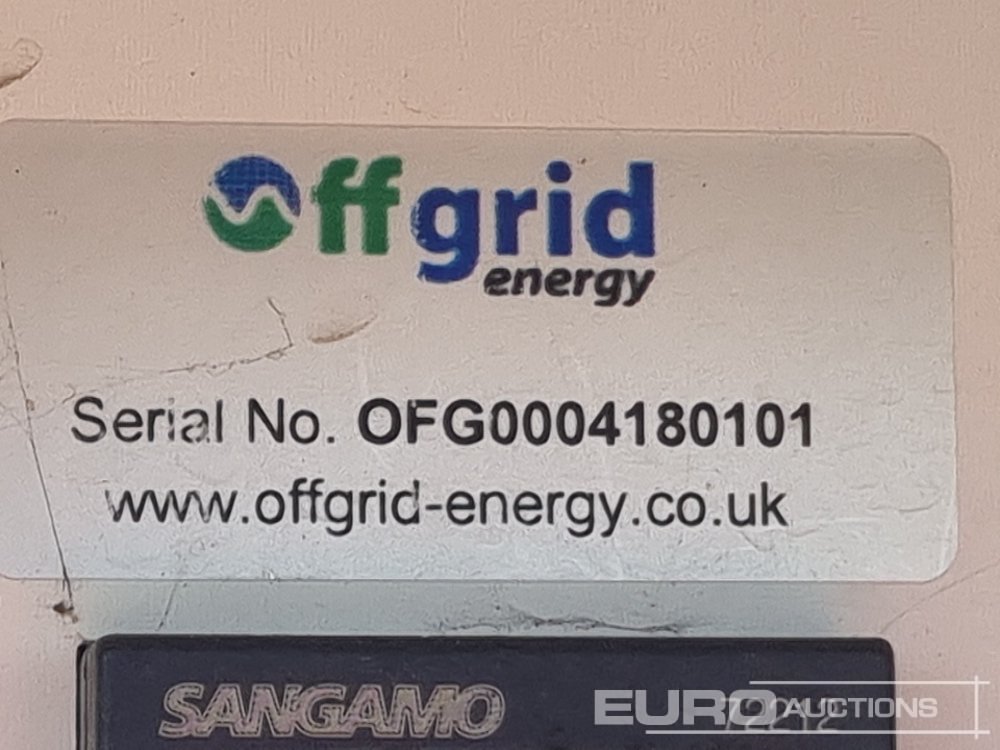 Offgrid
energy
Serial No. OFG0004180101
www.offgrid-energy.co.uk
SANGAMO
EURO AUCTIONS